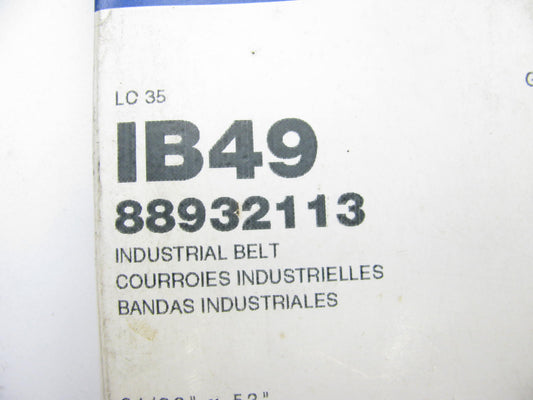 LC 35
IB49
88932113
INDUSTRIAL BELT
COURROIES INDUSTRIELLES
BANDAS INDUSTRIALES